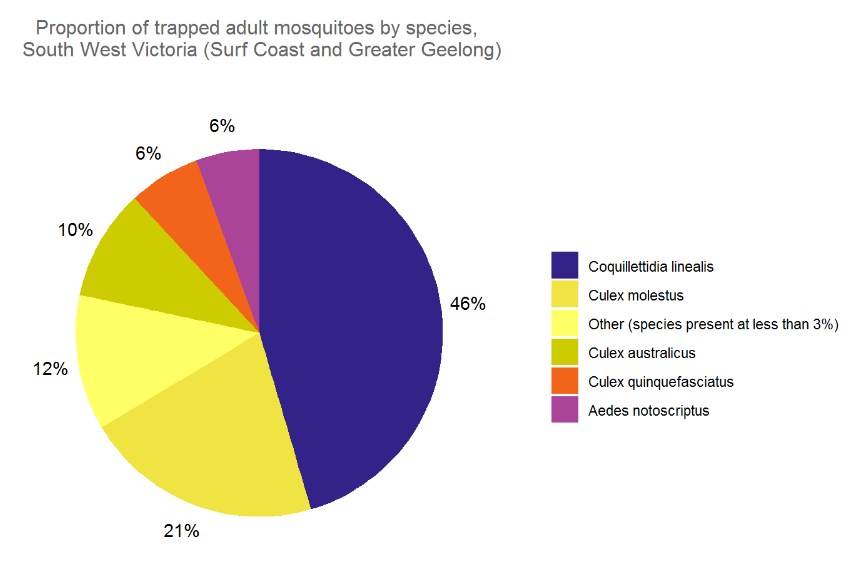 Proportion of trapped adult mosquitoes by species,
South West Victoria (Surf Coast and Greater Geelong)
6%
6%
10%
46%
12%
21%
Coquillettidia linealis
Culex molestus
Other (species present at less than 3%)
Culex australicus
Culex quinquefasciatus
Aedes notoscriptus